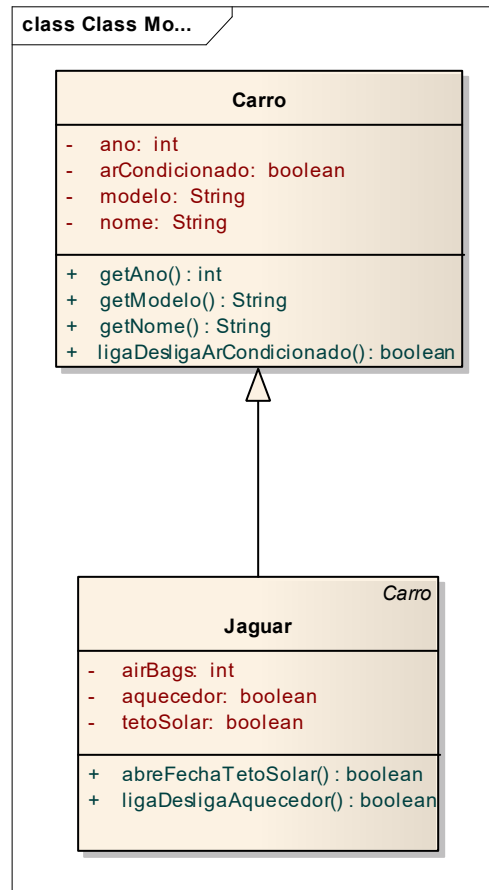 class Class Mo...
Carro
- ano: int
- arCondicionado: boolean
- modelo: String
- nome: String
+ getAno() : int
+ getModelo() : String
+ getNome() : String
+ ligaDesligaArCondicionado() : boolean
Carro
Jaguar
- airBags: int
- aquecedor: boolean
- tetoSolar: boolean
+ abreFechaTetoSolar() : boolean
+ ligaDesligaAquecedor() : boolean